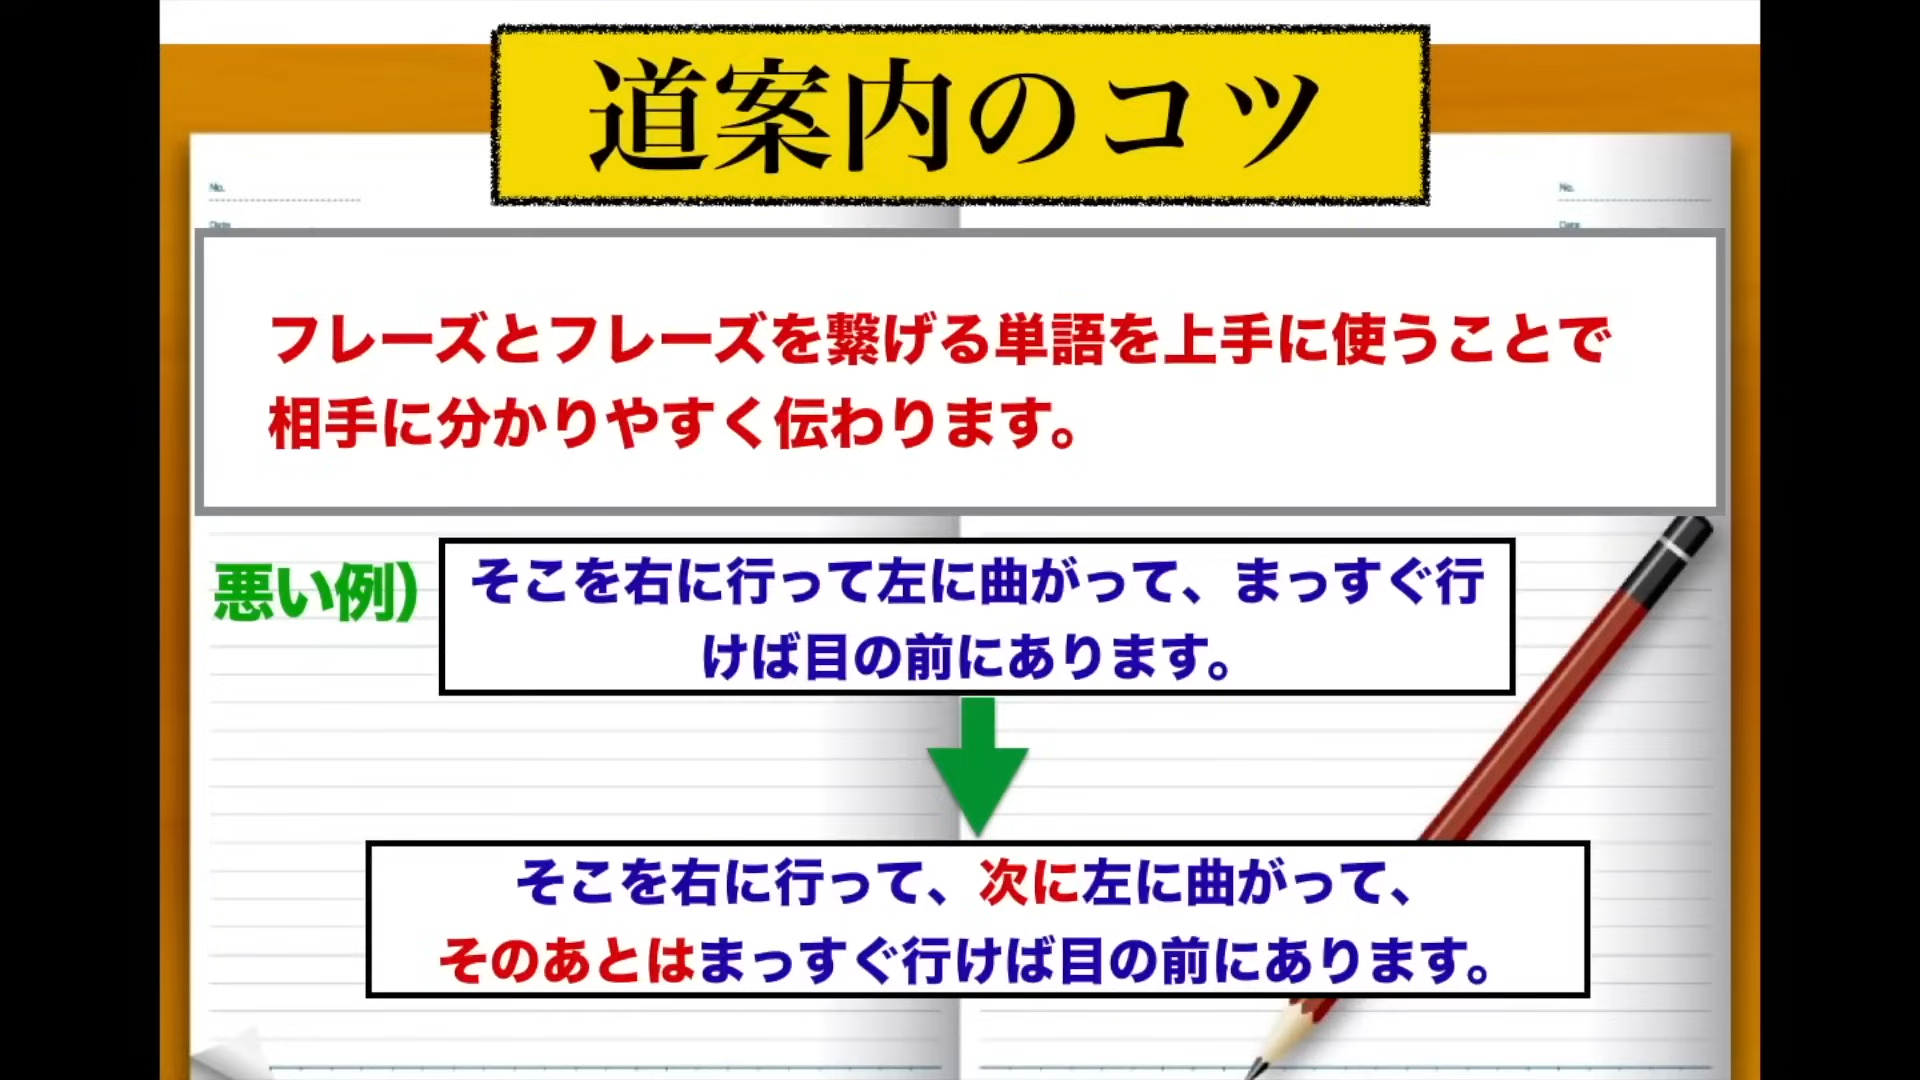 道案内のコツ
No.
No.
Date
Date
フレーズとフレーズを繋げる単語を上手に使うことで
相手に分かりやすく伝わります。
悪い例)
そこを右に行って左に曲がって、まっすぐ行
けば目の前にあります。
そこを右に行って、次に左に曲がって、
そのあとはまっすぐ行けば目の前にあります。